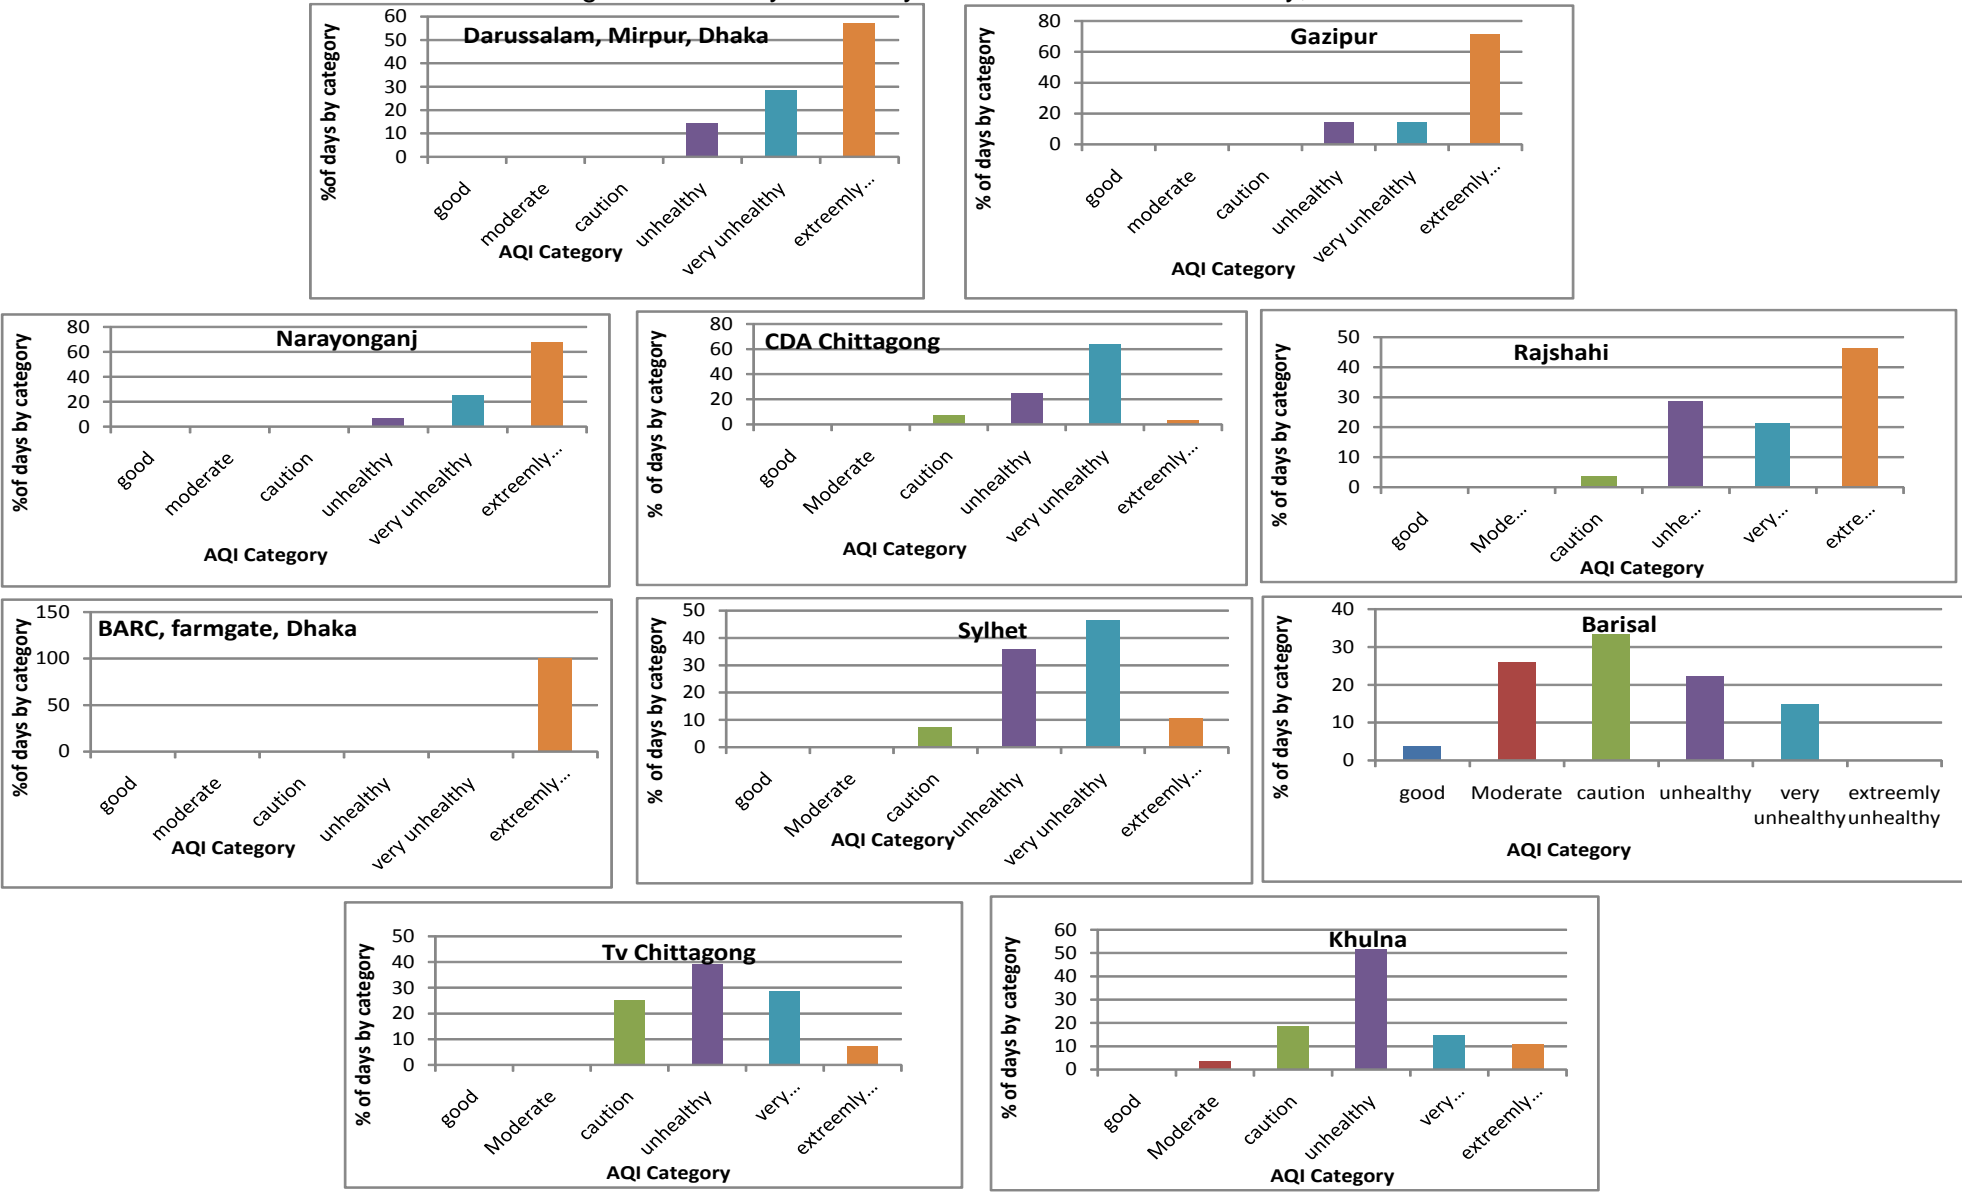 Darussalam, Mirpur, Dhaka
%of days by category
60
50
40
30
20
10
0
good
moderate
caution
unhealthy
very unhealthy
extreemly...
AQI Category
Gazipur
% of days by category
80
60
40
20
0
good
moderate
caution
unhealthy
very unhealthy
extreemly...
AQI Category
Narayonganj
%of days by category
80
60
40
20
0
good
moderate
caution
unhealthy
very unhealthy
extreemly...
AQI Category
CDA Chittagong
% of days by category
80
60
40
20
0
good
Moderate
caution
unhealthy
very unhealthy
extreemly...
AQI Category
Rajshahi
% of days by category
50
40
30
20
10
0
good
Mode...
caution
unhe...
very...
extre...
AQI Category
BARC, farmgate, Dhaka
%of days by category
150
100
50
0
good
moderate
caution
unhealthy
very unhealthy
extreemly...
AQI Category
Sylhet
% of days by category
50
40
30
20
10
0
good
Moderate
caution
unhealthy
very unhealthy
extreemly...
AQI Category
Barisal
% of days by category
40
30
20
10
0
good
Moderate
caution
unhealthy
very unhealthy
extreemly unhealthy
AQI Category
Tv Chittagong
% of days by category
50
40
30
20
10
0
good
Moderate
caution
unhealthy
very...
extreemly...
AQI Category
Khulna
% of days by category
60
50
40
30
20
10
0
good
Moderate
caution
unhealthy
very...
extreemly...
AQI Category